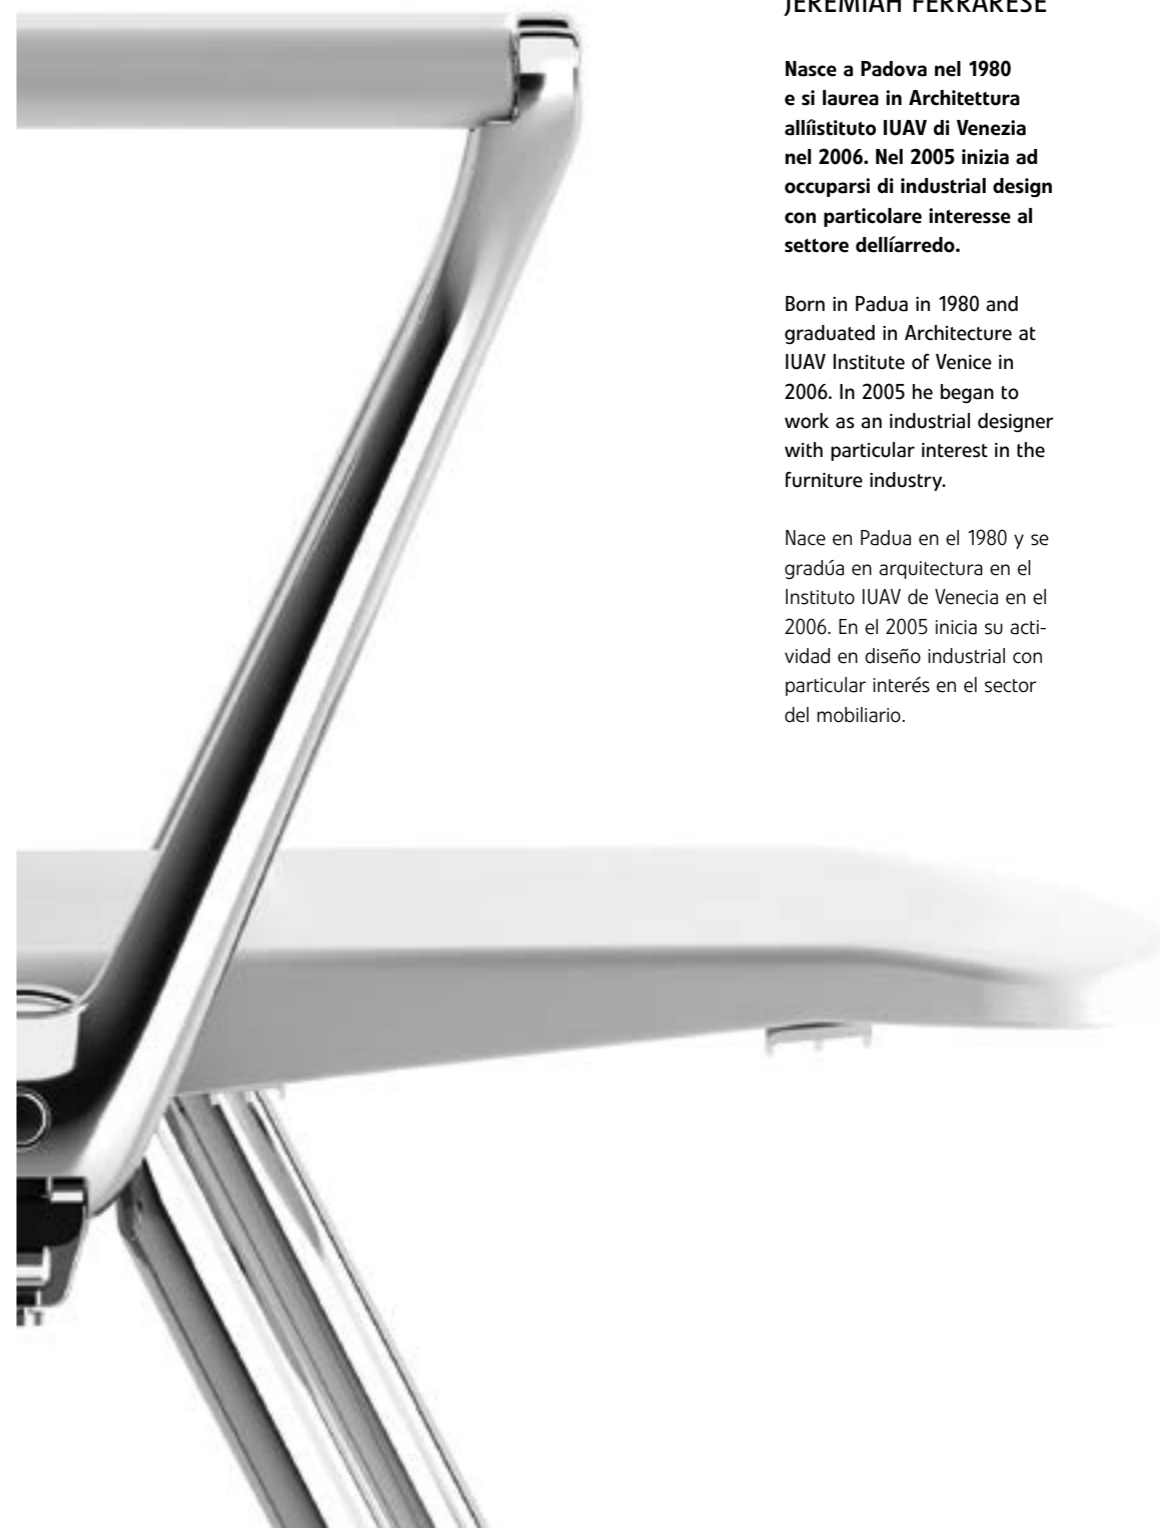 JEREMIAH FERRARESE
Nasce a Padova nel 1980
e si laurea in Architettura
allíistituto IUAV di Venezia
nel 2006. Nel 2005 inizia ad
occuparsi di industrial design
con particolare interesse al
settore dellíarredo.
Born in Padua in 1980 and
graduated in Architecture at
IUAV Institute of Venice in
2006. In 2005 he began to
work as an industrial designer
with particular interest in the
furniture industry.
Nace en Padua en el 1980 y se
gradúa en arquitectura en el
Instituto IUAV de Venecia en el
2006. En el 2005 inicia su acti-
vidad en diseño industrial con
particular interés en el sector
del mobiliario.